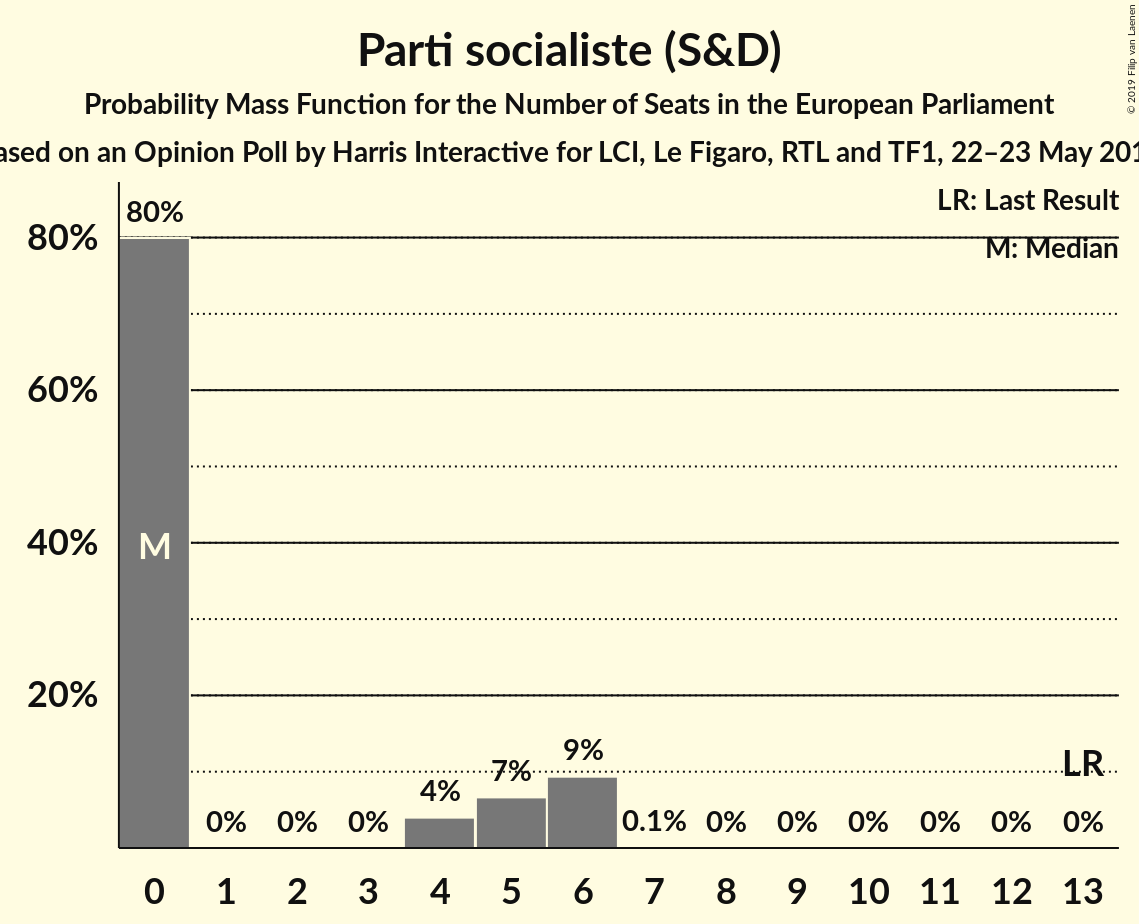 Parti socialiste (S&D)
Probability Mass Function for the Number of Seats in the European Parliament
ased on an Opinion Poll by Harris Interactive for LCI, Le Figaro, RTL and TF1, 22–23 May 201
© 2019 Filip van Laenen
LR: Last Result
M: Median
80%
60%
40%
20%
80%
M
0% 0% 0% 4% 7% 9% 0.1% 0% 0% 0% 0% 0% 0%
LR
0 1 2 3 4 5 6 7 8 9 10 11 12 13